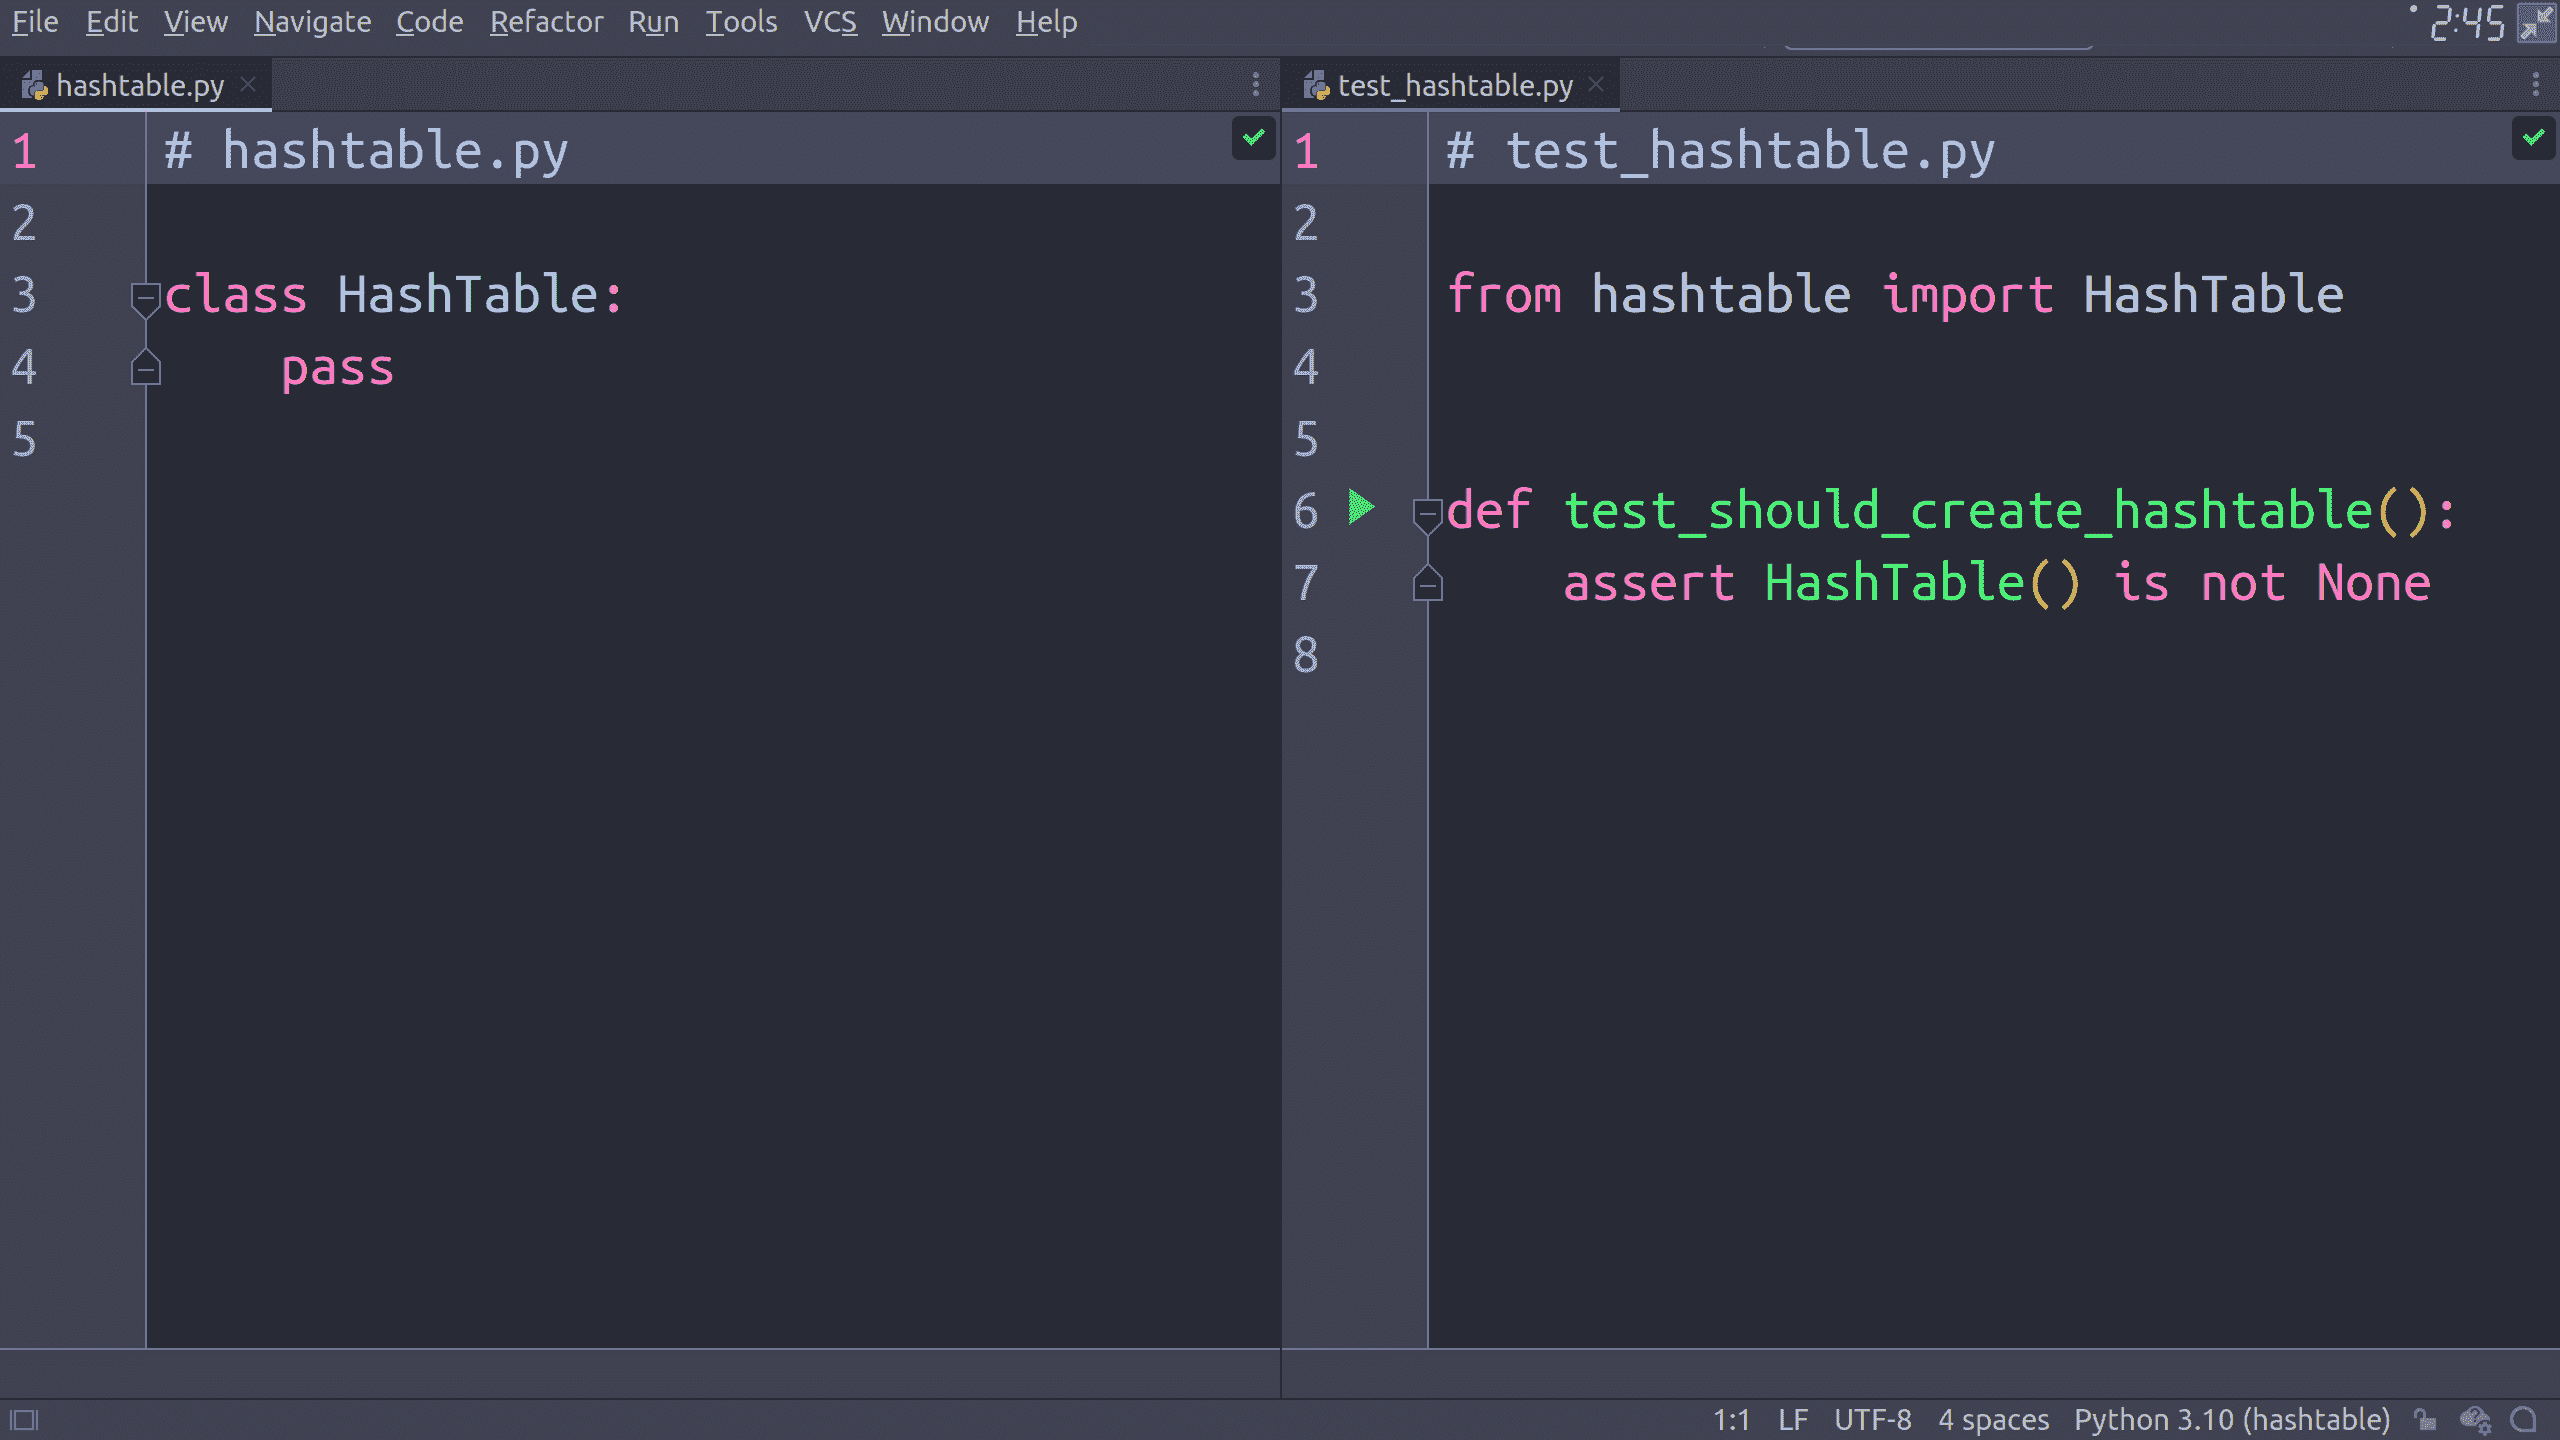 File Edit View Navigate Code Refactor Run Tools VCS Window Help 2:45
hashtable.py
1 # hashtable.py
2
3 class HashTable:
4     pass
5
test_hashtable.py
1 # test_hashtable.py
2
3 from hashtable import HashTable
4
5
6 def test_should_create_hashtable():
7     assert HashTable() is not None
8
1:1 LF UTF-8 4 spaces Python 3.10 (hashtable)